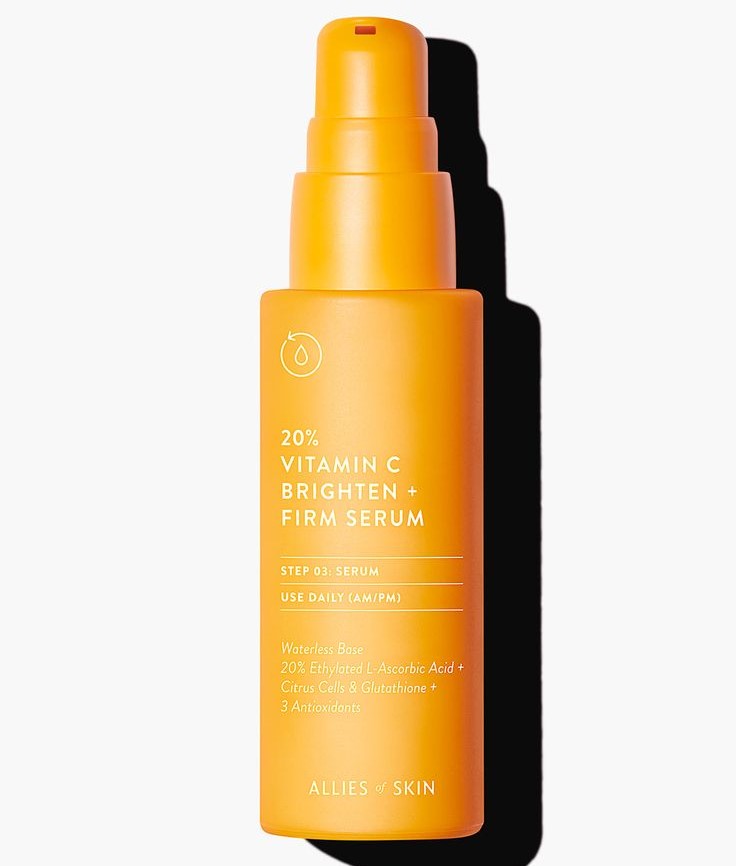 20%
VITAMIN C
BRIGHTEN +
FIRM SERUM
STEP 03: SERUM
USE DAILY (AM/PM)
Waterless Base
20% Ethylated L-Ascorbic Acid +
Citrus Cells & Glutathione +
3 Antioxidants
ALLIES of SKIN